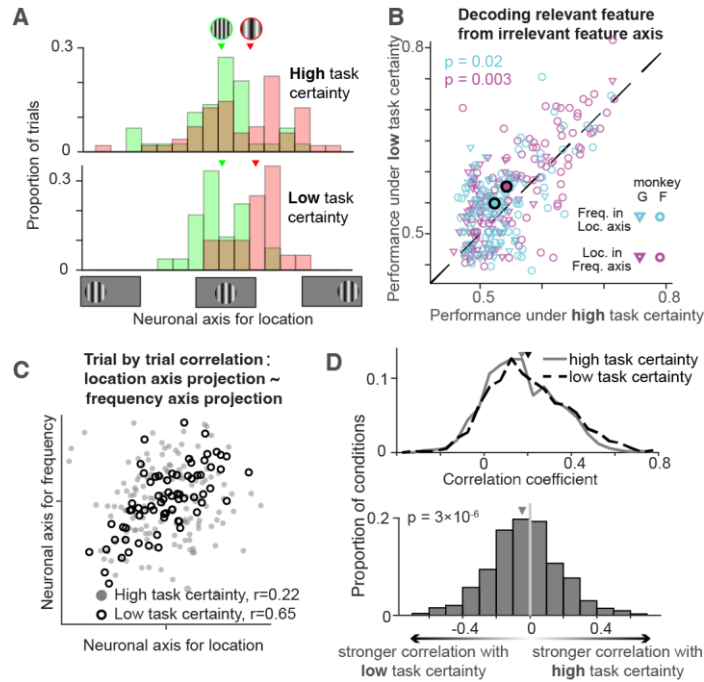 A
0.3
High task
certainty
0
0.3
Low task
certainty
0
Proportion of trials
Neuronal axis for location
B
Decoding relevant feature
from irrelevant feature axis
0.8
p = 0.02
p = 0.003
0.5
monkey
G F
Freq. in
Loc. axis
Loc. in
Freq. axis
0.5
0.8
Performance under low task certainty
Performance under high task certainty
C
Trial by trial correlation:
location axis projection ~
frequency axis projection
Neuronal axis for frequency
High task certainty, r=0.22
Low task certainty, r=0.65
Neuronal axis for location
D
high task certainty
low task certainty
0.1
0 0.4 0.8
Correlation coefficient
Proportion of conditions
0.2
p = 3×10-6
0
-0.4 0 0.4
stronger correlation with
low task certainty
stronger correlation with
high task certainty